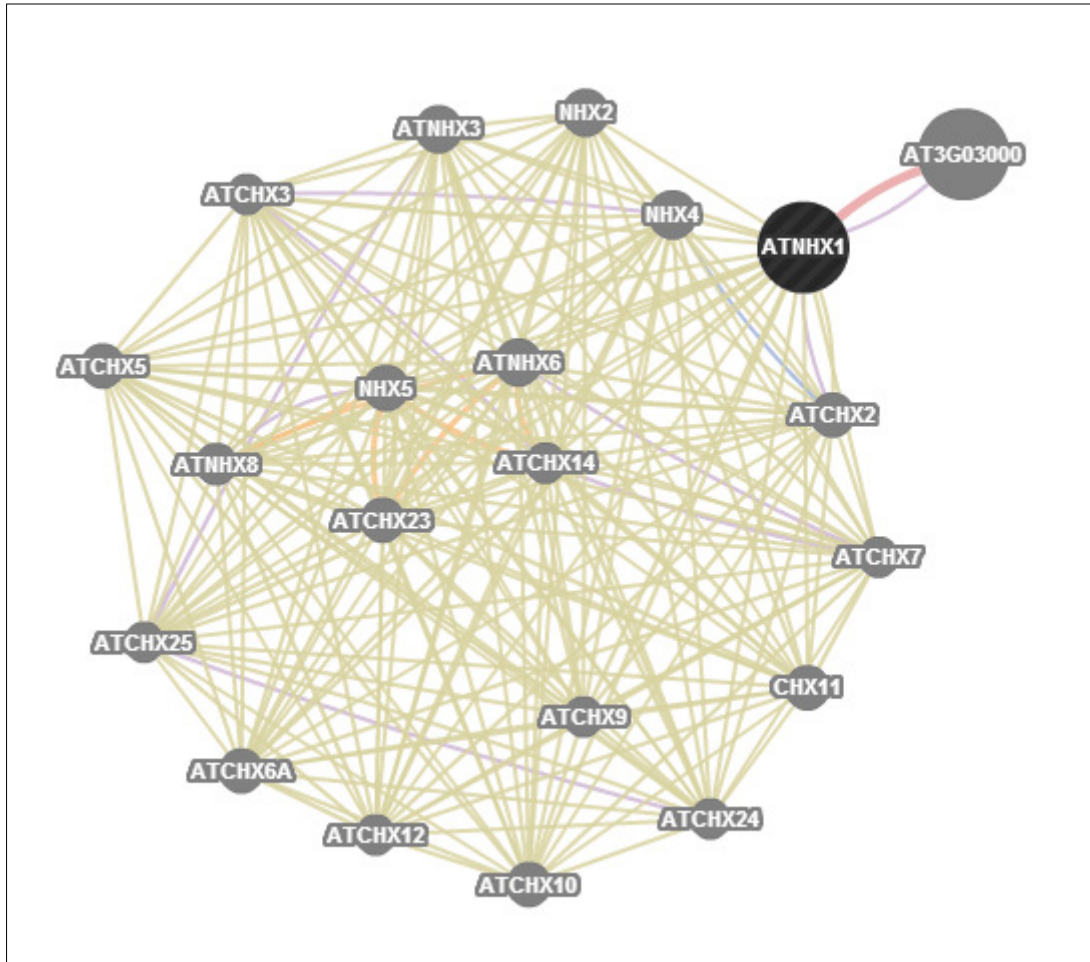 NHX2
ATNHX3
AT3G03000
ATCHX3
NHX4
ATNHX1
ATCHX5
ATNHX6
NHX5
ATCHX2
ATNHX8
ATCHX14
ATCHX23
ATCHX7
ATCHX25
CHX11
ATCHX9
ATCHX6A
ATCHX24
ATCHX12
ATCHX10